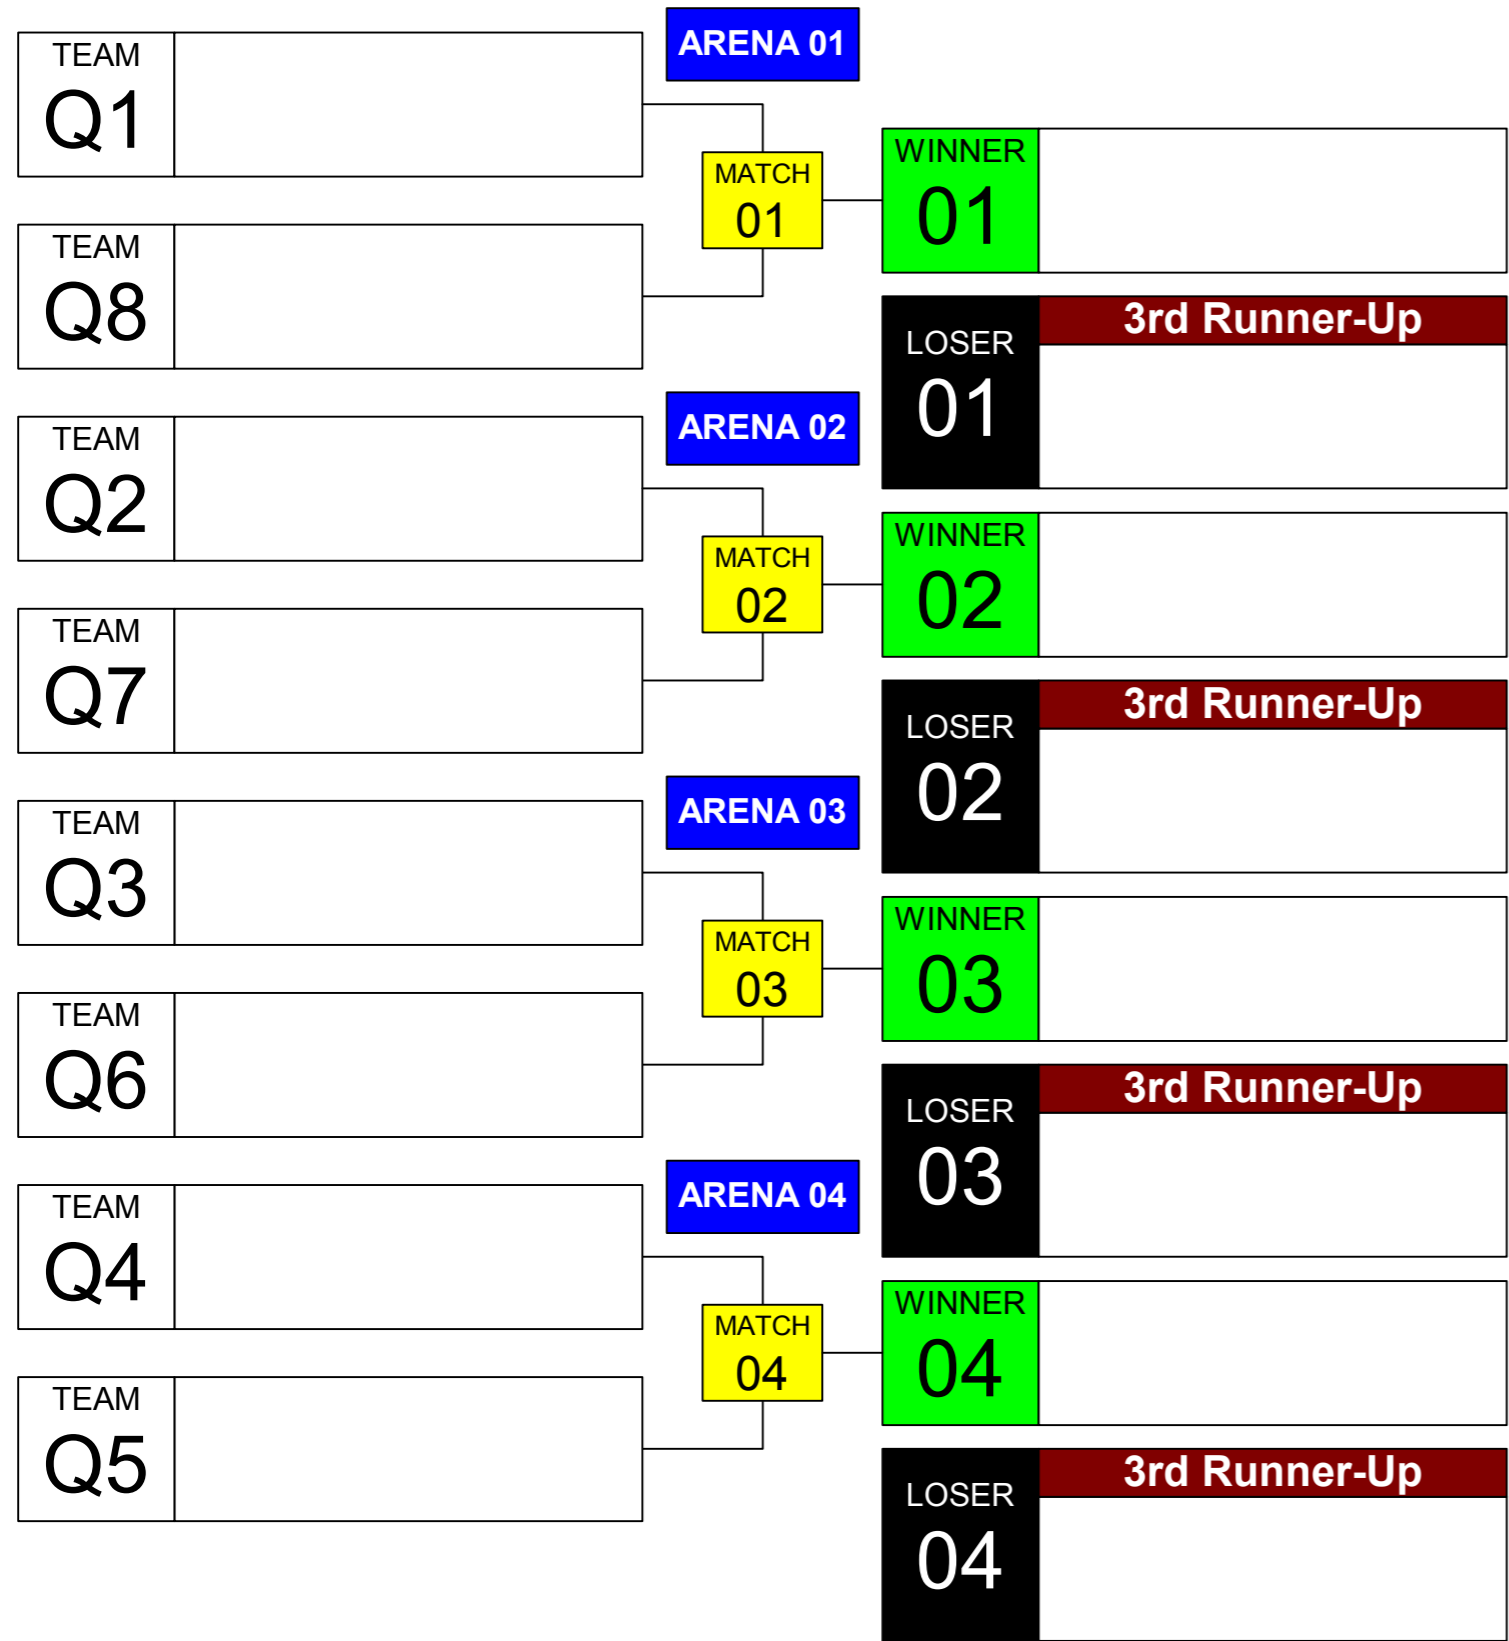 ARENA 01
TEAM
Q1
MATCH
01
WINNER
01
TEAM
Q8
LOSER
01
3rd Runner-Up
ARENA 02
TEAM
Q2
MATCH
02
WINNER
02
TEAM
Q7
LOSER
02
3rd Runner-Up
ARENA 03
TEAM
Q3
MATCH
03
WINNER
03
TEAM
Q6
LOSER
03
3rd Runner-Up
ARENA 04
TEAM
Q4
MATCH
04
WINNER
04
TEAM
Q5
LOSER
04
3rd Runner-Up